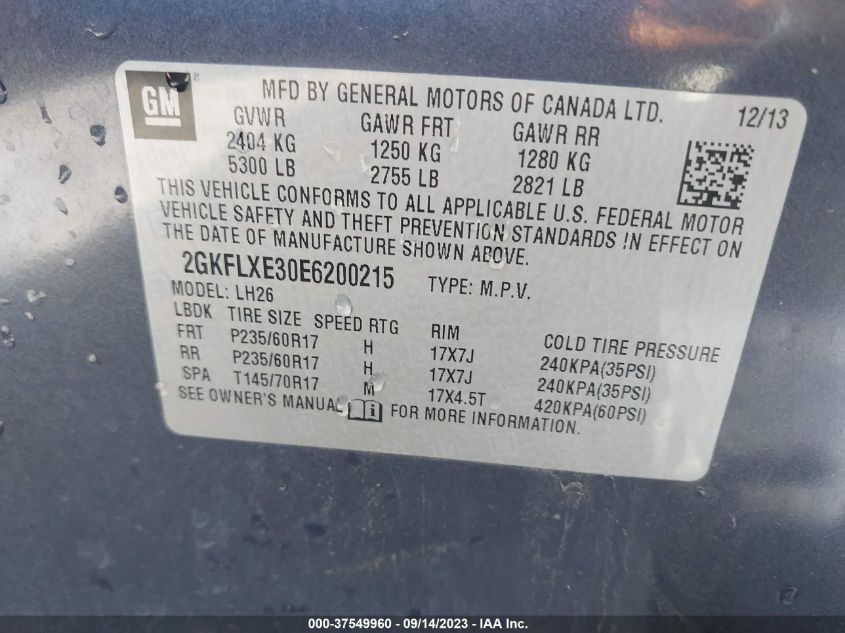 GM ®
MFD BY GENERAL MOTORS OF CANADA LTD.
12/13
GVWR GAWR FRT GAWR RR
2404 KG 1250 KG 1280 KG
5300 LB 2755 LB 2821 LB
THIS VEHICLE CONFORMS TO ALL APPLICABLE U.S. FEDERAL MOTOR
VEHICLE SAFETY AND THEFT PREVENTION STANDARDS IN EFFECT ON
THE DATE OF MANUFACTURE SHOWN ABOVE.
2GKFLXE30E6200215 TYPE: M.P.V.
MODEL: LH26
LBDK TIRE SIZE SPEED RTG RIM COLD TIRE PRESSURE
FRT P235/60R17 H 17X7J 240KPA(35PSI)
RR P235/60R17 H 17X7J 240KPA(35PSI)
SPA T145/70R17 M 17X4.5T 420KPA(60PSI)
SEE OWNER'S MANUAL i FOR MORE INFORMATION.
000-37549960 - 09/14/2023 - IAAI.com